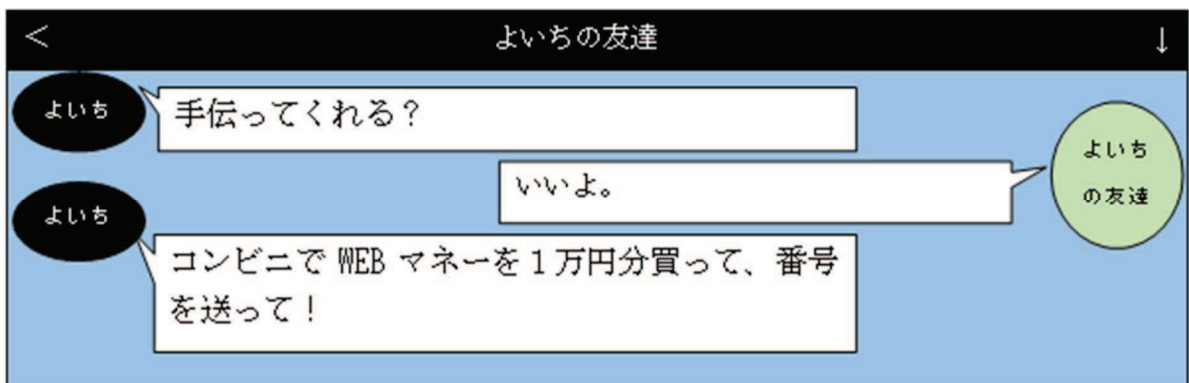 < よいちの友達 ↓
よいち
手伝ってくれる？
いいよ。
よいち
の友達
よいち
コンビニで WEB マネーを１万円分買って、番号
を送って！